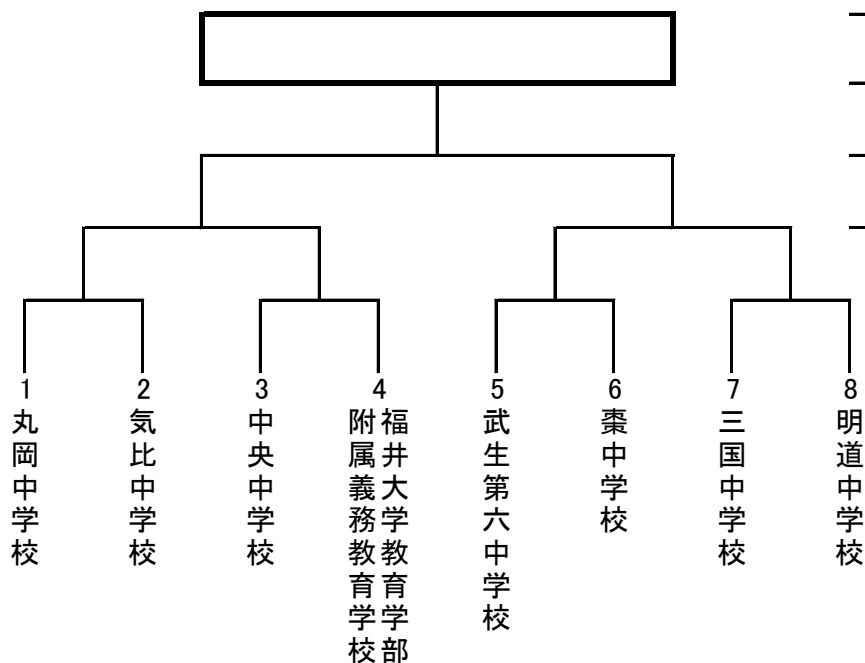 1
丸岡中学校
2
気比中学校
3
中央中学校
4
福井大学教育学部
附属義務教育学校
5
武生第六中学校
6
棗中学校
7
三国中学校
8
明道中学校